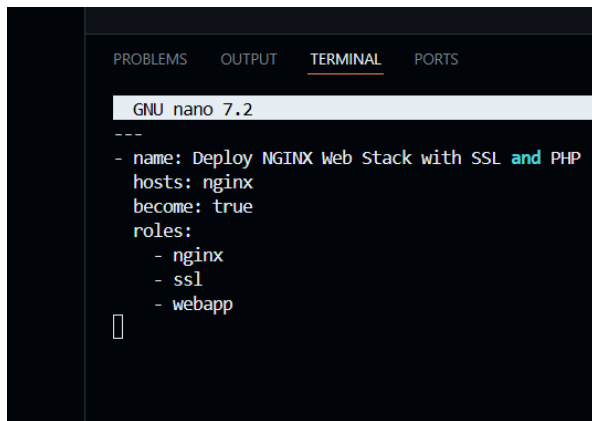 PROBLEMS OUTPUT TERMINAL PORTS
GNU nano 7.2
---
- name: Deploy NGINX Web Stack with SSL and PHP
  hosts: nginx
  become: true
  roles:
    - nginx
    - ssl
    - webapp